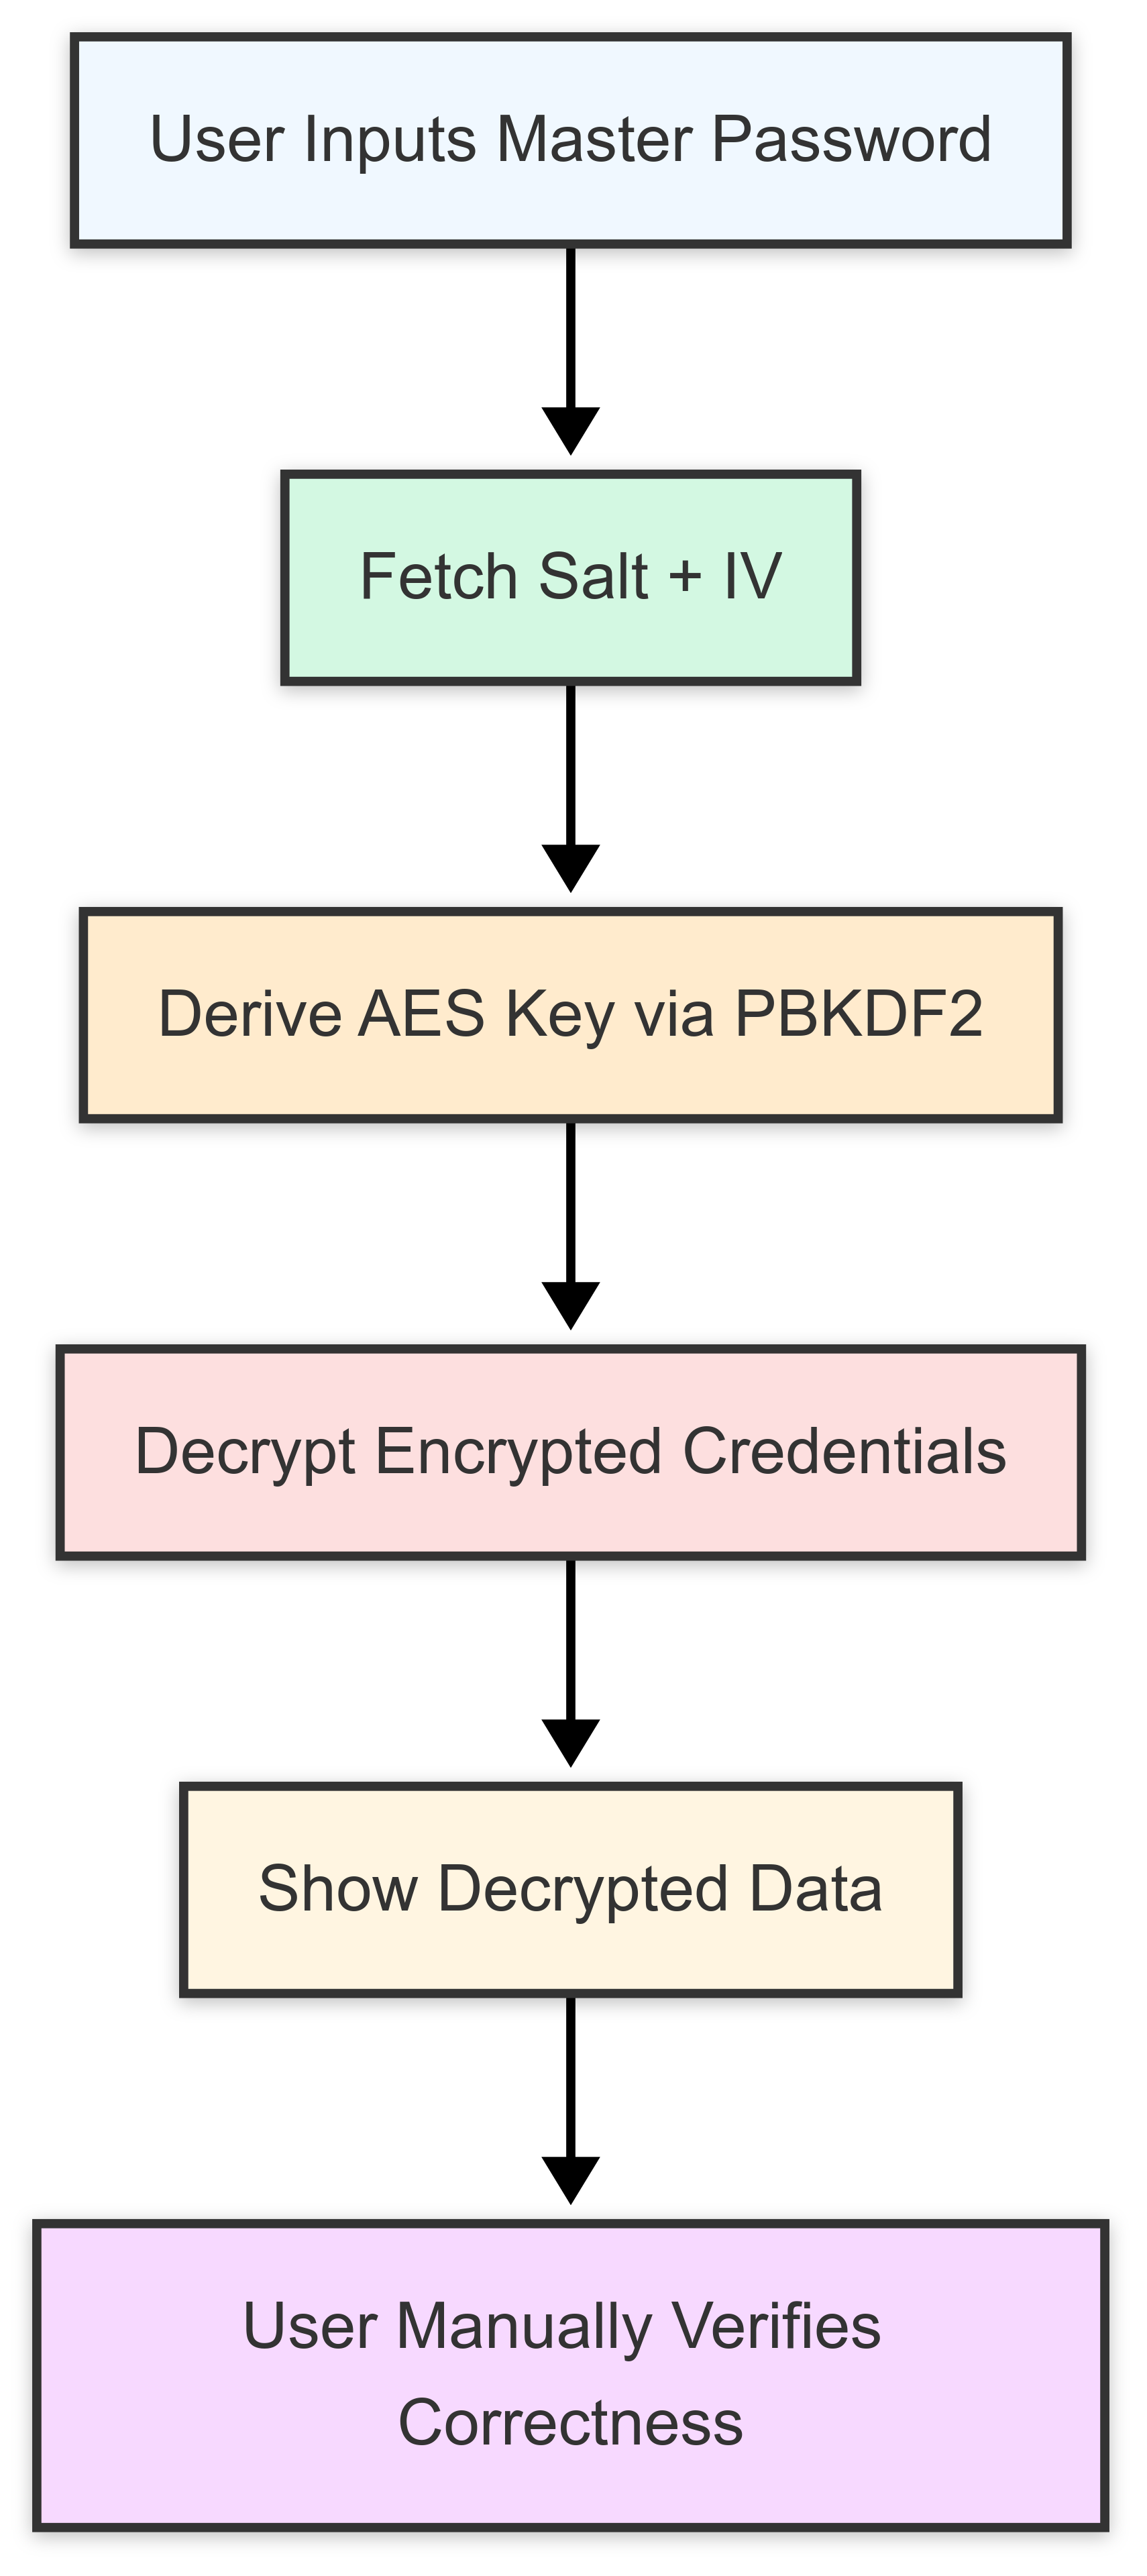 User Inputs Master Password
Fetch Salt + IV
Derive AES Key via PBKDF2
Decrypt Encrypted Credentials
Show Decrypted Data
User Manually Verifies
Correctness